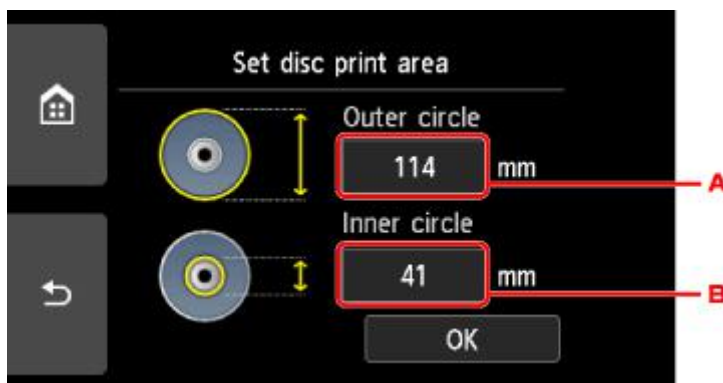 Set disc print area
Outer circle
114 mm
A
Inner circle
41 mm
B
OK